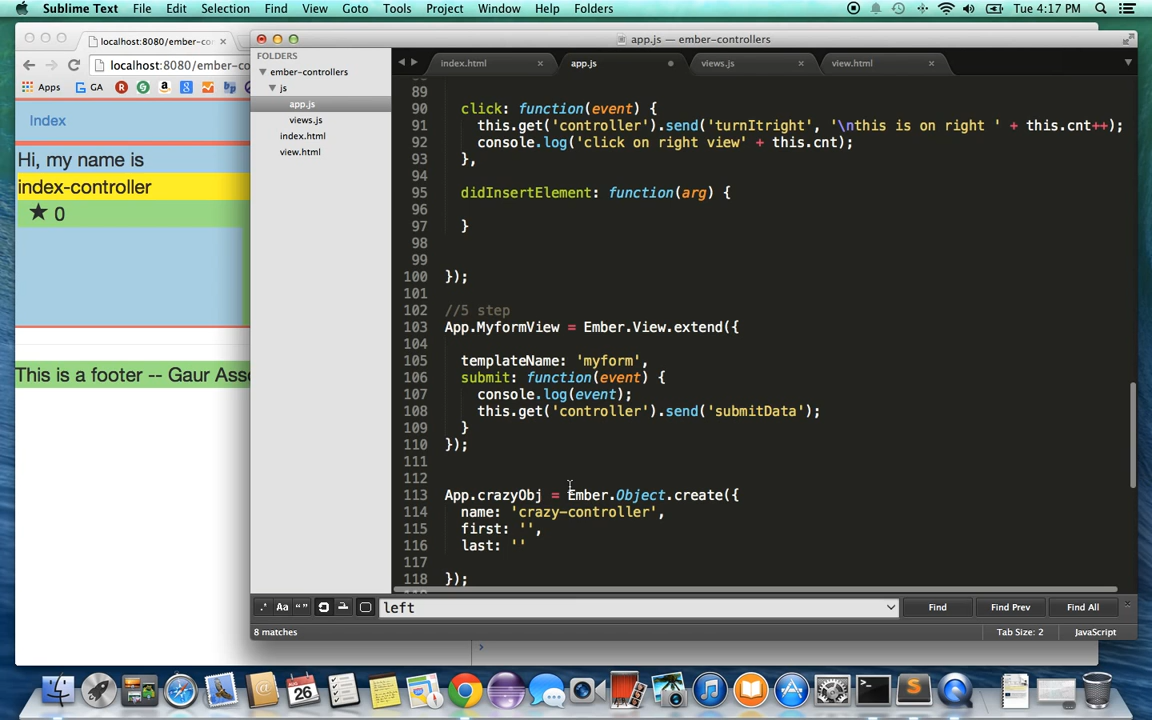 Sublime Text File Edit Selection Find View Goto Tools Project Window Help Folders Tue 4:17 PM
localhost:8080/ember-co
localhost:8080/ember-co
Apps GA
Index
Hi, my name is
index-controller
★ 0
This is a footer -- Gaur Ass
app.js — ember-controllers
FOLDERS
ember-controllers
js
app.js
views.js
index.html
view.html
index.html app.js views.js view.html
89
90 click: function(event) {
91 this.get('controller').send('turnItright', '\nthis is on right ' + this.cnt++);
92 console.log('click on right view' + this.cnt);
93 },
94
95 didInsertElement: function(arg) {
96
97 }
98
99
100 });
101
102 //5 step
103 App.MyformView = Ember.View.extend({
104
105 templateName: 'myform',
106 submit: function(event) {
107 console.log(event);
108 this.get('controller').send('submitData');
109 }
110 });
111
112
113 App.crazyObj = Ember.Object.create({
114 name: 'crazy-controller',
115 first: '',
116 last: ''
117
118 });
.* Aa “” left Find Find Prev Find All
8 matches Tab Size: 2 JavaScript
26